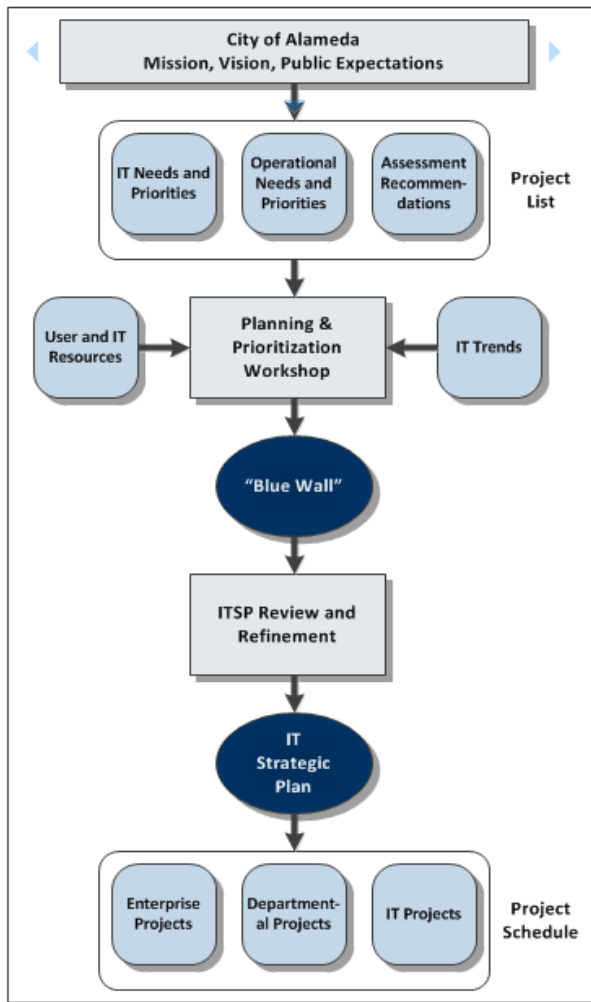 City of Alameda
Mission, Vision, Public Expectations
IT Needs and
Priorities
Operational
Needs and
Priorities
Assessment
Recommen-
dations
Project
List
User and IT
Resources
Planning &
Prioritization
Workshop
IT Trends
“Blue Wall”
ITSP Review and
Refinement
IT
Strategic
Plan
Enterprise
Projects
Department-
al Projects
IT Projects
Project
Schedule